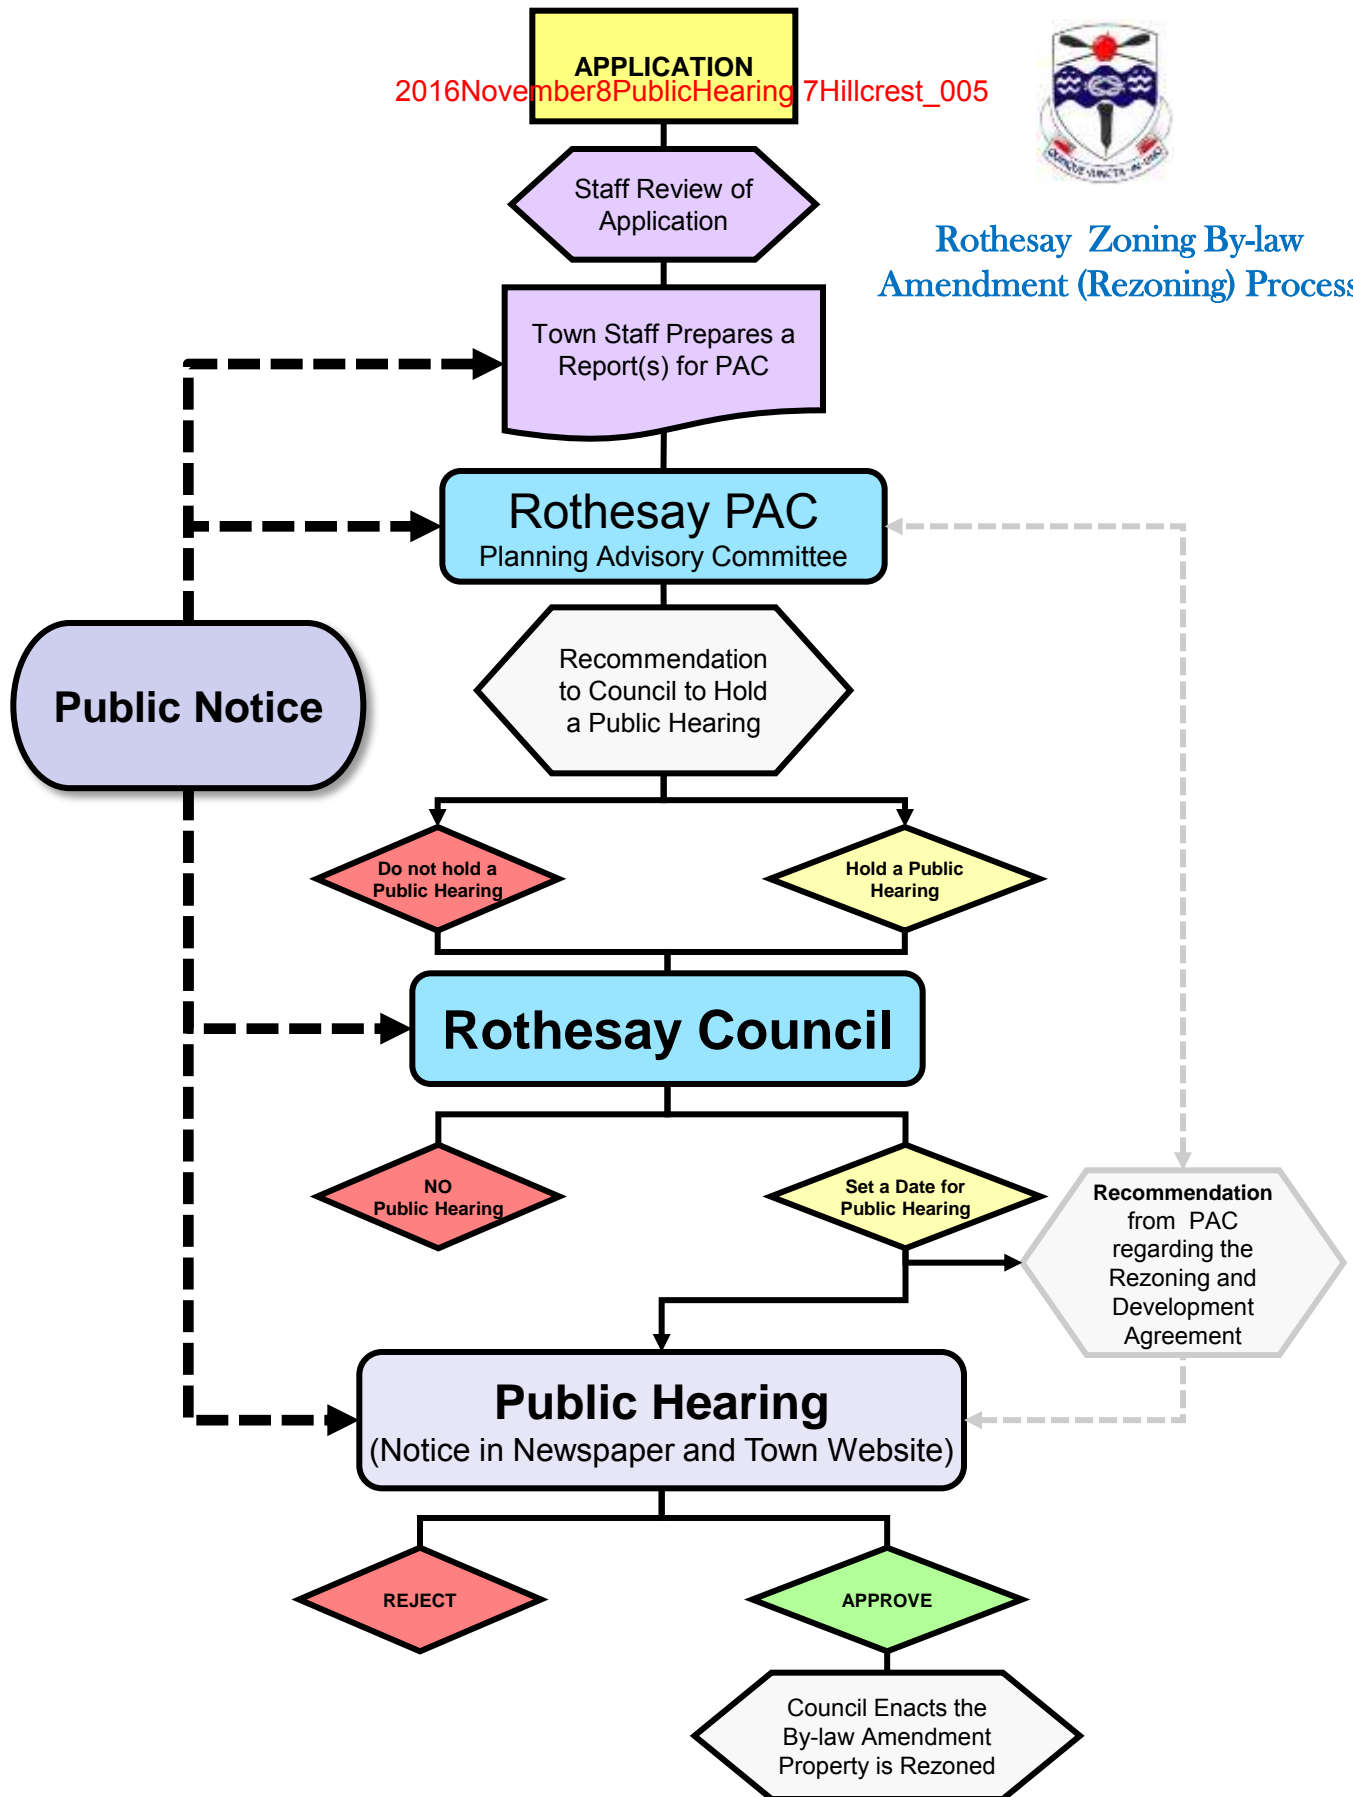 APPLICATION
2016November8PublicHearing 7Hillcrest_005
Staff Review of
Application
Rothesay Zoning By-law
Amendment (Rezoning) Process
Town Staff Prepares a
Report(s) for PAC
Rothesay PAC
Planning Advisory Committee
Recommendation
to Council to Hold
a Public Hearing
Public Notice
Do not hold a
Public Hearing
Hold a Public
Hearing
Rothesay Council
NO
Public Hearing
Set a Date for
Public Hearing
Recommendation
from PAC
regarding the
Rezoning and
Development
Agreement
Public Hearing
(Notice in Newspaper and Town Website)
REJECT
APPROVE
Council Enacts the
By-law Amendment
Property is Rezoned